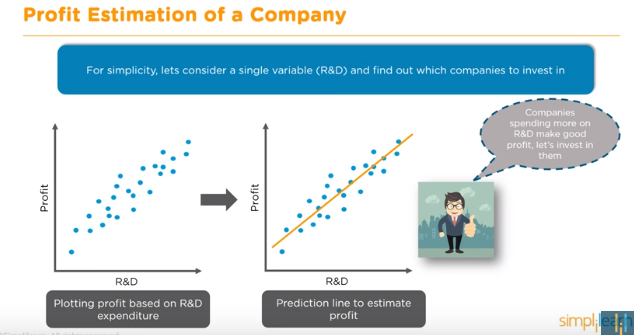 Profit Estimation of a Company
For simplicity, lets consider a single variable (R&D) and find out which companies to invest in
Companies
spending more on
R&D make good
profit, let's invest in
them
Profit
Profit
R&D
R&D
Plotting profit based on R&D
expenditure
Prediction line to estimate
profit